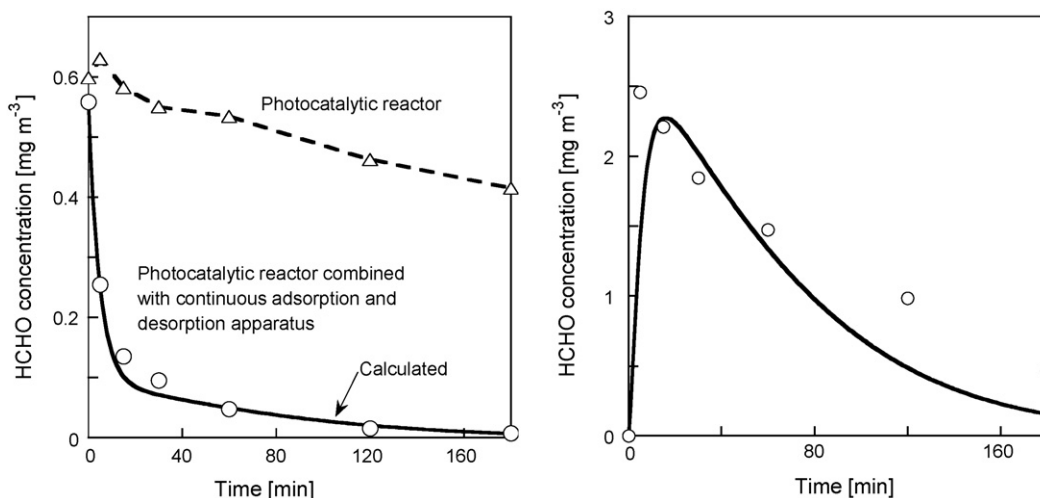 HCHO concentration [mg m-3]
0.6
0.4
0.2
0
Photocatalytic reactor
Photocatalytic reactor combined
with continuous adsorption and
desorption apparatus
Calculated
0 40 80 120 160
Time [min]
HCHO concentration [mg m-3]
3
2
1
0
0 80 160
Time [min]